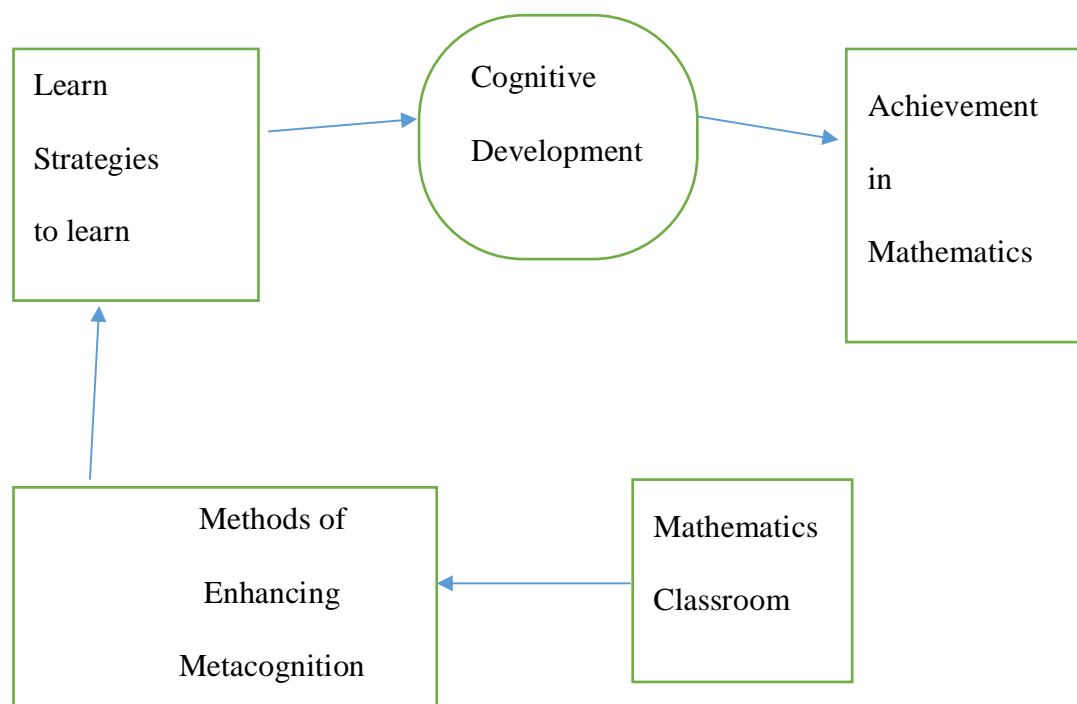 Learn
Strategies
to learn
Cognitive
Development
Achievement
in
Mathematics
Methods of
Enhancing
Metacognition
Mathematics
Classroom